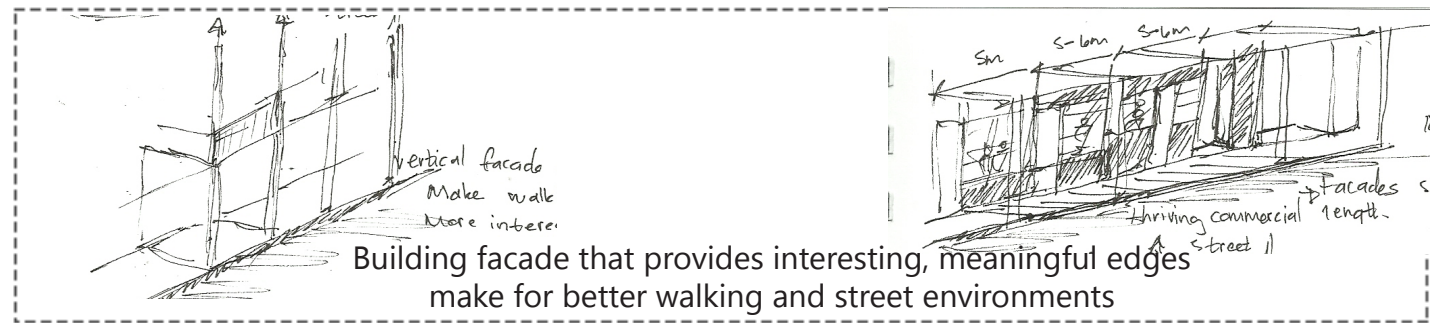 vertical facade
Make walk
More intere
5m
5-6m
5-6m
facades s
thriving commercial length.
street
Building facade that provides interesting, meaningful edges
make for better walking and street environments